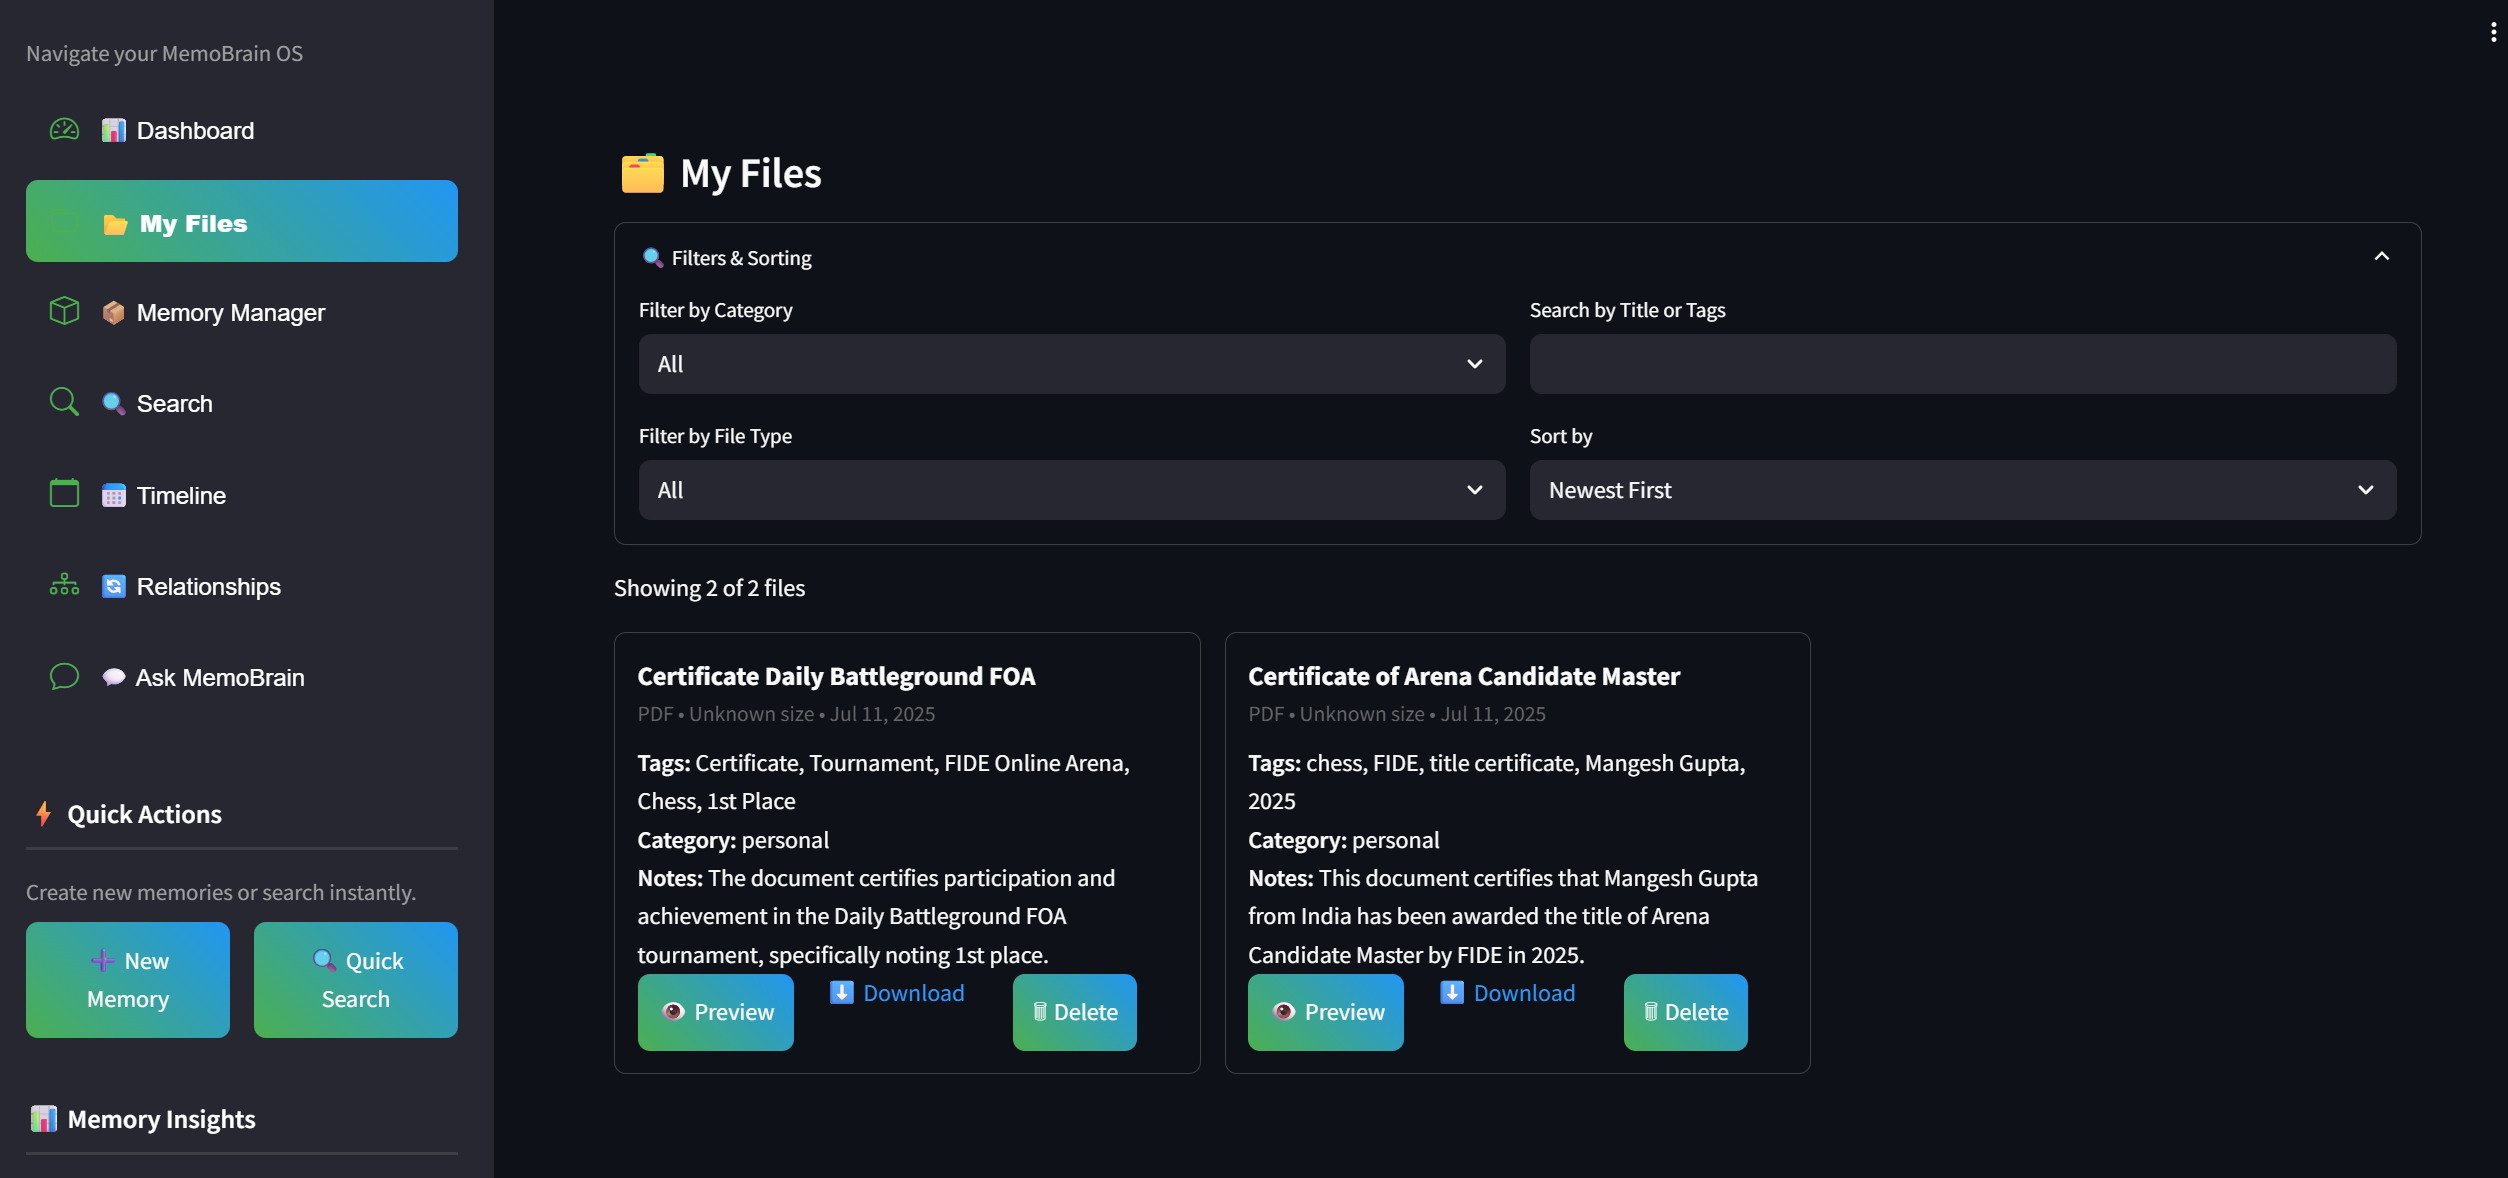 Navigate your MemoBrain OS
Dashboard
My Files
Memory Manager
Search
Timeline
Relationships
Ask MemoBrain
Quick Actions
Create new memories or search instantly.
New
Memory
Quick
Search
Memory Insights
My Files
Filters & Sorting
Filter by Category
All
Search by Title or Tags
Filter by File Type
All
Sort by
Newest First
Showing 2 of 2 files
Certificate Daily Battleground FOA
PDF • Unknown size • Jul 11, 2025
Tags: Certificate, Tournament, FIDE Online Arena,
Chess, 1st Place
Category: personal
Notes: The document certifies participation and
achievement in the Daily Battleground FOA
tournament, specifically noting 1st place.
Preview
Download
Delete
Certificate of Arena Candidate Master
PDF • Unknown size • Jul 11, 2025
Tags: chess, FIDE, title certificate, Mangesh Gupta,
2025
Category: personal
Notes: This document certifies that Mangesh Gupta
from India has been awarded the title of Arena
Candidate Master by FIDE in 2025.
Preview
Download
Delete